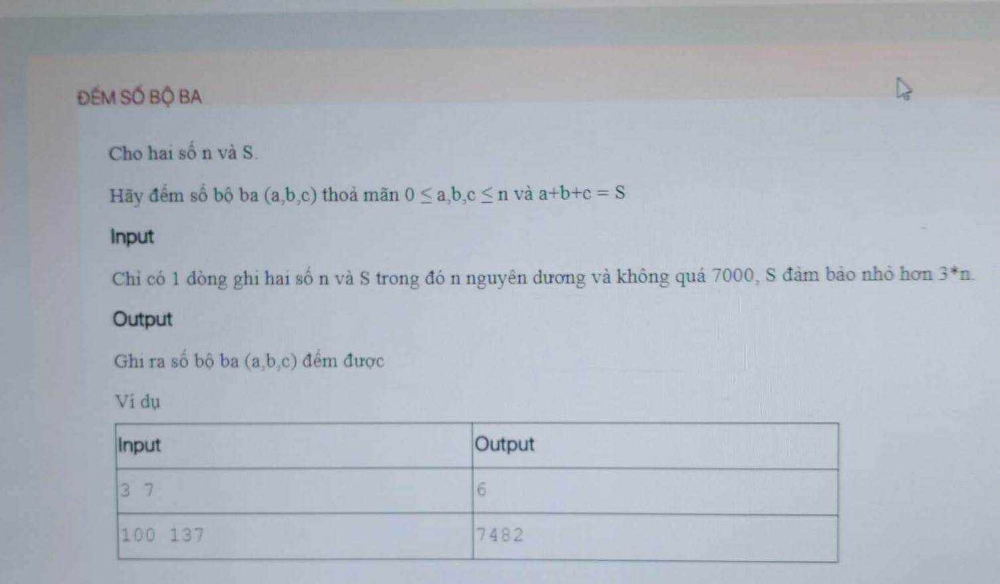 ĐẾM SỐ BỘ BA
Cho hai số n và S.
Hãy đếm số bộ ba (a,b,c) thoả mãn 0 ≤ a,b,c ≤ n và a+b+c = S
Input
Chỉ có 1 dòng ghi hai số n và S trong đó n nguyên dương và không quá 7000, S đảm bảo nhỏ hơn 3*n.
Output
Ghi ra số bộ ba (a,b,c) đếm được
Ví dụ
Input Output
3 7 6
100 137 7482